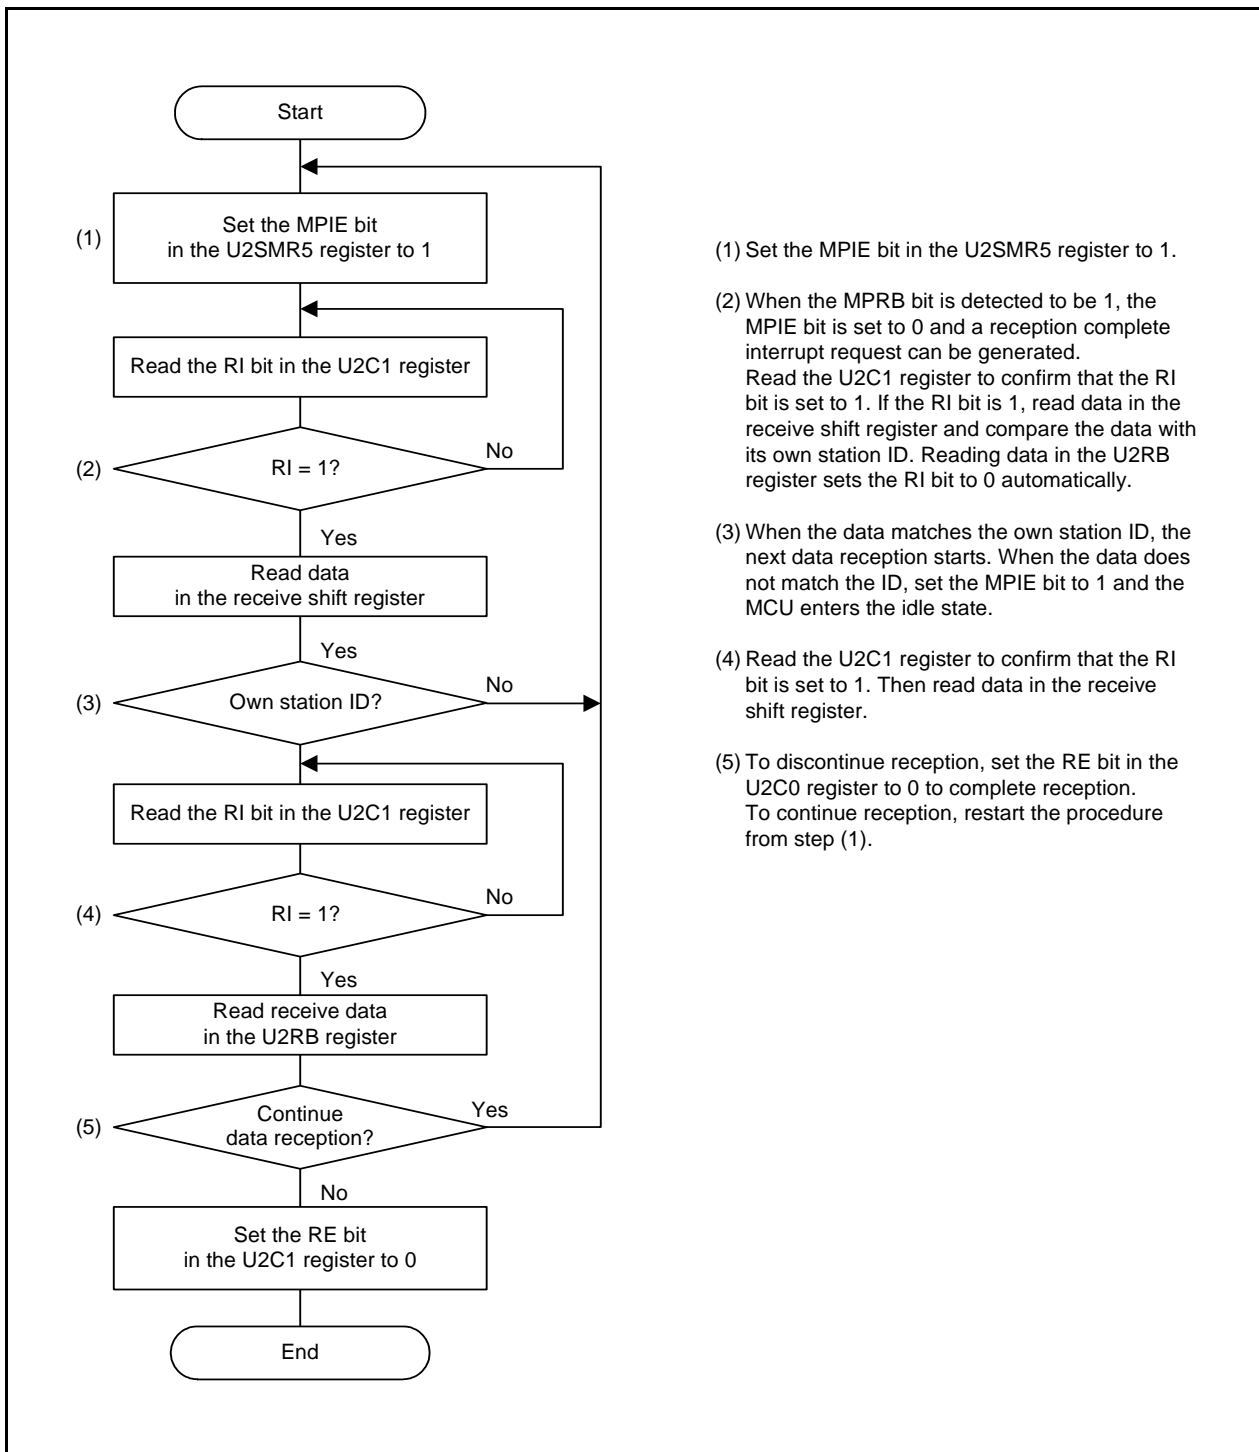 Start
(1)
Set the MPIE bit
in the U2SMR5 register to 1
Read the RI bit in the U2C1 register
(2)
RI = 1?
No
Yes
Read data
in the receive shift register
Yes
(3)
Own station ID?
No
Read the RI bit in the U2C1 register
(4)
RI = 1?
No
Yes
Read receive data
in the U2RB register
(5)
Continue
data reception?
Yes
No
Set the RE bit
in the U2C1 register to 0
End
(1) Set the MPIE bit in the U2SMR5 register to 1.
(2) When the MPRB bit is detected to be 1, the
MPIE bit is set to 0 and a reception complete
interrupt request can be generated.
Read the U2C1 register to confirm that the RI
bit is set to 1. If the RI bit is 1, read data in the
receive shift register and compare the data with
its own station ID. Reading data in the U2RB
register sets the RI bit to 0 automatically.
(3) When the data matches the own station ID, the
next data reception starts. When the data does
not match the ID, set the MPIE bit to 1 and the
MCU enters the idle state.
(4) Read the U2C1 register to confirm that the RI
bit is set to 1. Then read data in the receive
shift register.
(5) To discontinue reception, set the RE bit in the
U2C0 register to 0 to complete reception.
To continue reception, restart the procedure
from step (1).